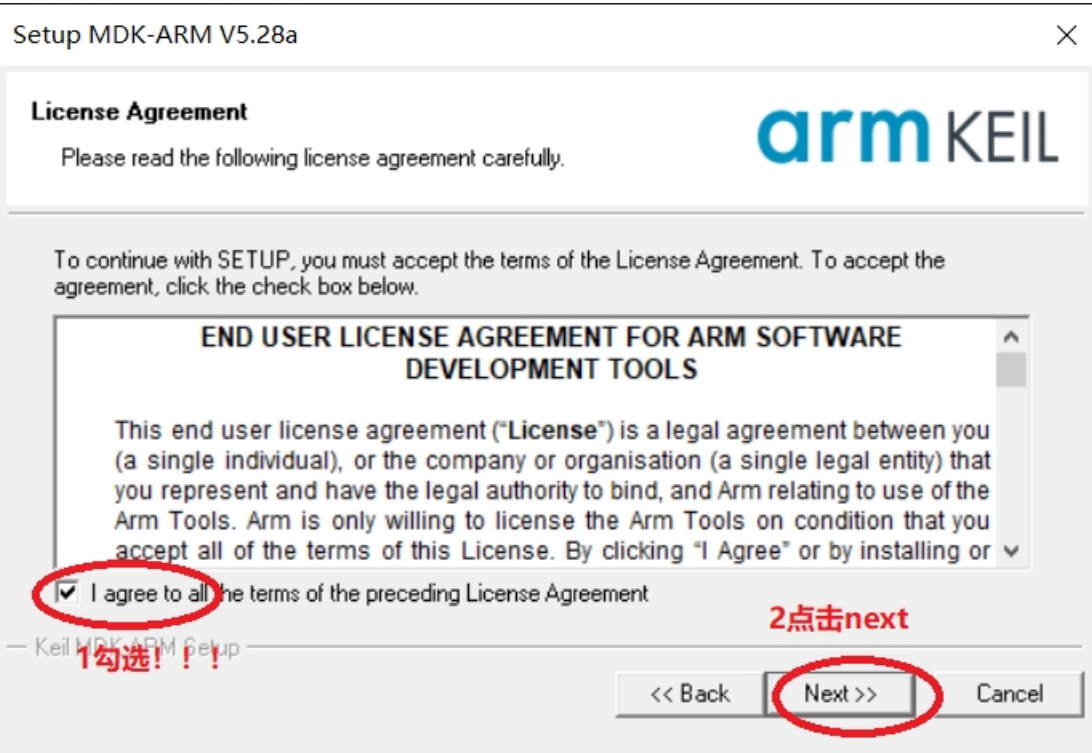 Setup MDK-ARM V5.28a
License Agreement
Please read the following license agreement carefully.
arm KEIL
To continue with SETUP, you must accept the terms of the License Agreement. To accept the
agreement, click the check box below.
END USER LICENSE AGREEMENT FOR ARM SOFTWARE
DEVELOPMENT TOOLS
This end user license agreement (“License”) is a legal agreement between you
(a single individual), or the company or organisation (a single legal entity) that
you represent and have the legal authority to bind, and Arm relating to use of the
Arm Tools. Arm is only willing to license the Arm Tools on condition that you
accept all of the terms of this License. By clicking “I Agree” or by installing or
I agree to all the terms of the preceding License Agreement
2点击next
Keil MDK-ARM Setup
1勾选！！！
<< Back
Next >>
Cancel